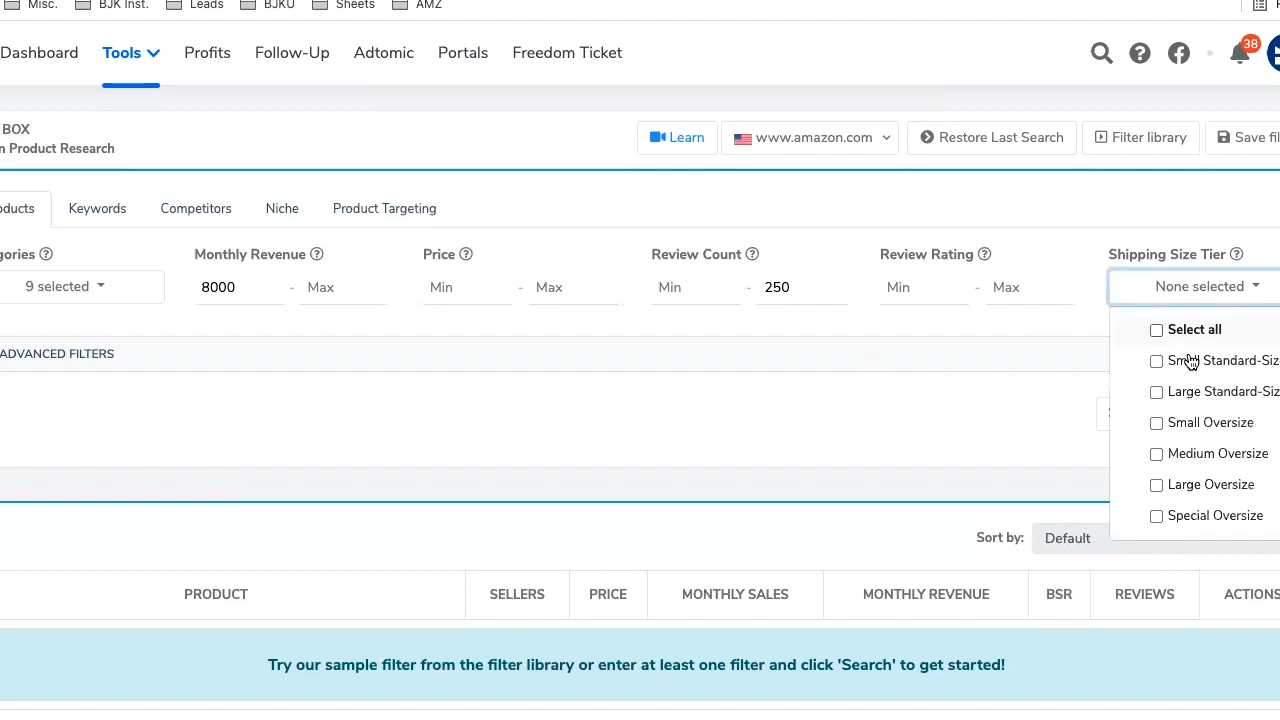 Misc. BJK Inst. Leads BJKU Sheets AMZ
Dashboard Tools Profits Follow-Up Adtomic Portals Freedom Ticket 38
BOX
n Product Research
Learn www.amazon.com Restore Last Search Filter library Save fil
oducts Keywords Competitors Niche Product Targeting
gories Monthly Revenue Price Review Count Review Rating Shipping Size Tier
9 selected 8000 - Max Min - Max Min - 250 Min - Max None selected
Select all
ADVANCED FILTERS
Small Standard-Siz
Large Standard-Siz
Small Oversize
Medium Oversize
Large Oversize
Special Oversize
Sort by: Default
PRODUCT SELLERS PRICE MONTHLY SALES MONTHLY REVENUE BSR REVIEWS ACTIONS
Try our sample filter from the filter library or enter at least one filter and click 'Search' to get started!